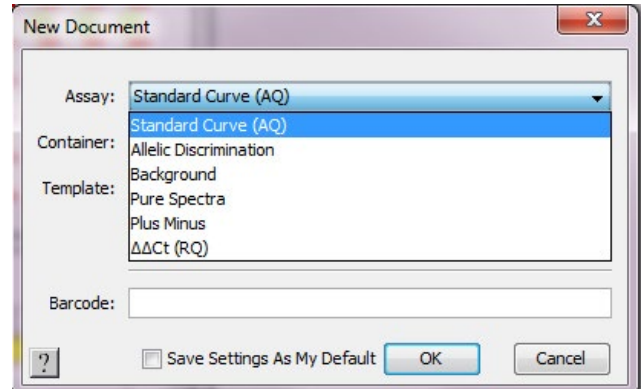 New Document
Assay: Standard Curve (AQ)
Standard Curve (AQ)
Allelic Discrimination
Background
Pure Spectra
Plus Minus
ΔΔCt (RQ)
Container:
Template:
Barcode:
? Save Settings As My Default OK Cancel